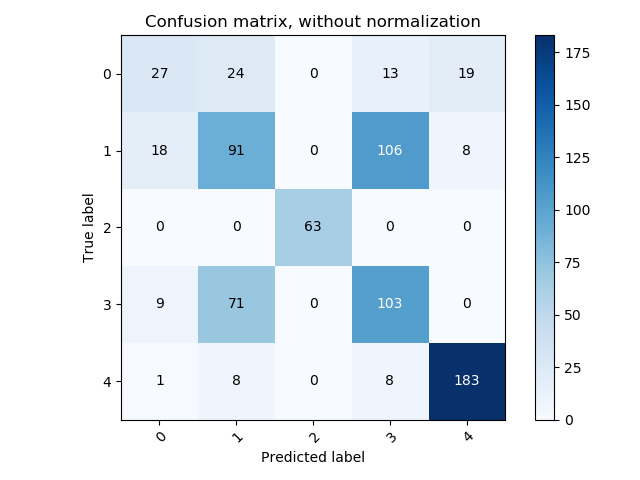 Confusion matrix, without normalization
0 27 24 0 13 19
1 18 91 0 106 8
2 0 0 63 0 0
3 9 71 0 103 0
4 1 8 0 8 183
0 1 2 3 4
True label
Predicted label
175
150
125
100
75
50
25
0